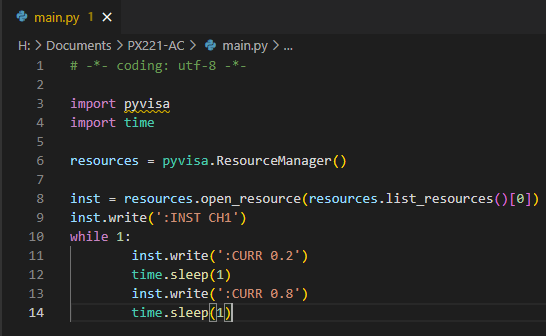 main.py 1 ×
H: > Documents > PX221-AC > main.py > ...
1 # -*- coding: utf-8 -*-
2
3 import pyvisa
4 import time
5
6 resources = pyvisa.ResourceManager()
7
8 inst = resources.open_resource(resources.list_resources()[0])
9 inst.write(':INST CH1')
10 while 1:
11         inst.write(':CURR 0.2')
12         time.sleep(1)
13         inst.write(':CURR 0.8')
14         time.sleep(1)